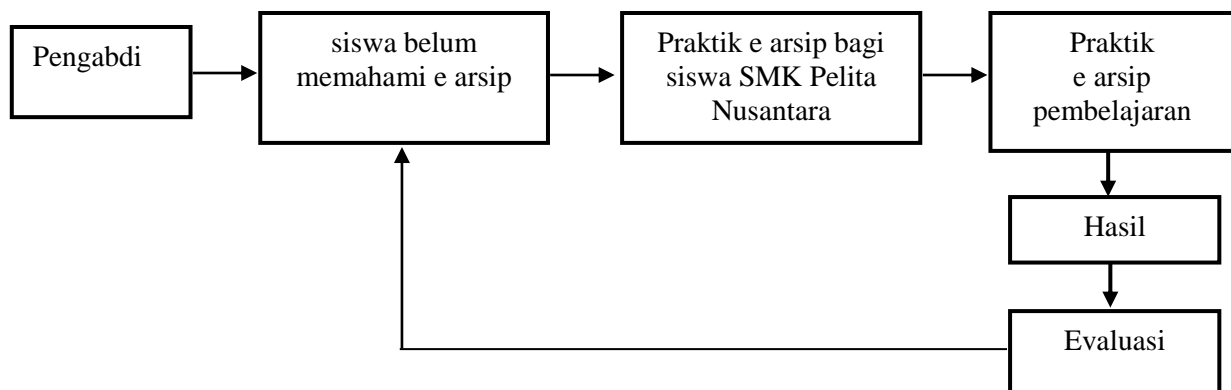 Pengabdi
siswa belum
memahami e arsip
Praktik e arsip bagi
siswa SMK Pelita
Nusantara
Praktik
e arsip
pembelajaran
Hasil
Evaluasi